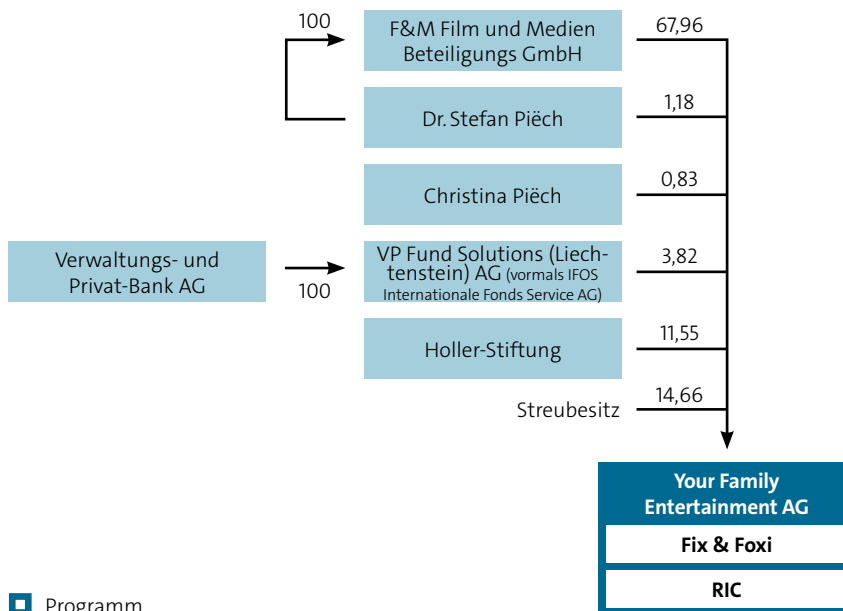 100
F&M Film und Medien
Beteiligungs GmbH
67,96
Dr. Stefan Piëch
1,18
Christina Piëch
0,83
Verwaltungs- und
Privat-Bank AG
100
VP Fund Solutions (Liech-
tenstein) AG (vormals IFOS
Internationale Fonds Service AG)
3,82
Holler-Stiftung
11,55
Streubesitz
14,66
Your Family
Entertainment AG
Fix & Foxi
RIC
Programm